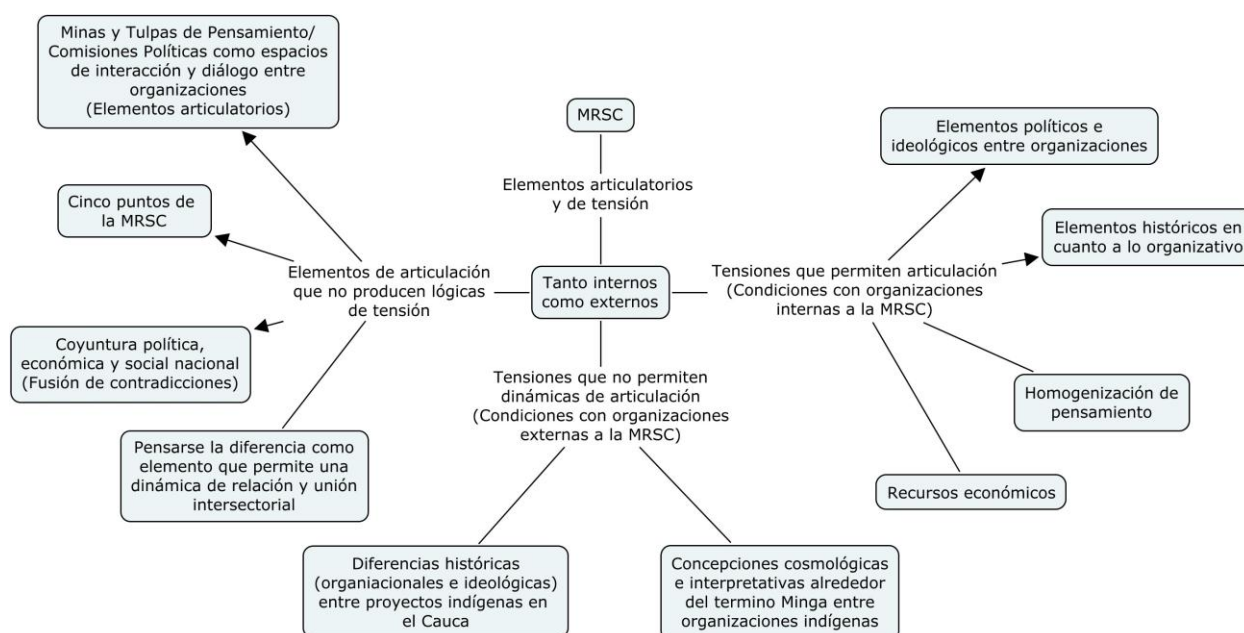 Minas y Tulpas de Pensamiento/
Comisiones Políticas como espacios
de interacción y diálogo entre
organizaciones
(Elementos articulatorios)
MRSC
Elementos políticos e
ideológicos entre organizaciones
Elementos articulatorios
y de tensión
Cinco puntos de
la MRSC
Elementos históricos en
cuanto a lo organizativo
Elementos de articulación
que no producen lógicas
de tensión
Tanto internos
como externos
Tensiones que permiten articulación
(Condiciones con organizaciones
internas a la MRSC)
Coyuntura política,
económica y social nacional
(Fusión de contradicciones)
Tensiones que no permiten
dinámicas de articulación
(Condiciones con organizaciones
externas a la MRSC)
Homogenización de
pensamiento
Pensarse la diferencia como
elemento que permite una
dinámica de relación y unión
intersectorial
Recursos económicos
Diferencias históricas
(organiacionales e ideológicas)
entre proyectos indígenas en
el Cauca
Concepciones cosmológicas
e interpretativas alrededor
del termino Minga entre
organizaciones indígenas